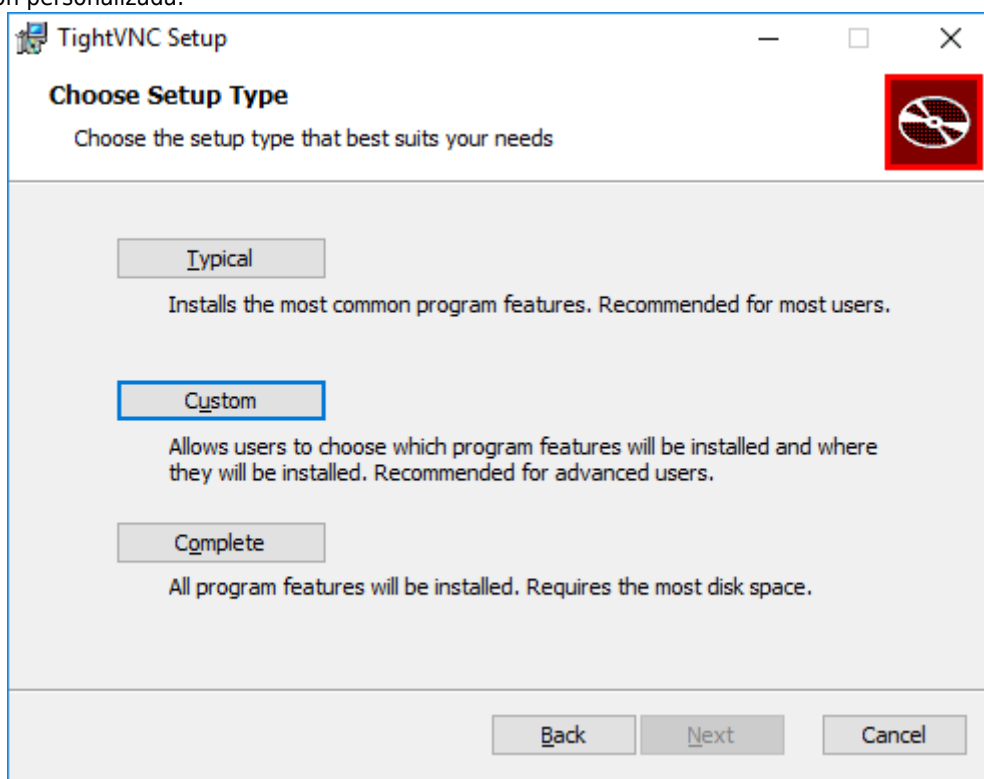 personalizada.
TightVNC Setup
Choose Setup Type
Choose the setup type that best suits your needs
Typical
Installs the most common program features. Recommended for most users.
Custom
Allows users to choose which program features will be installed and where
they will be installed. Recommended for advanced users.
Complete
All program features will be installed. Requires the most disk space.
Back
Next
Cancel